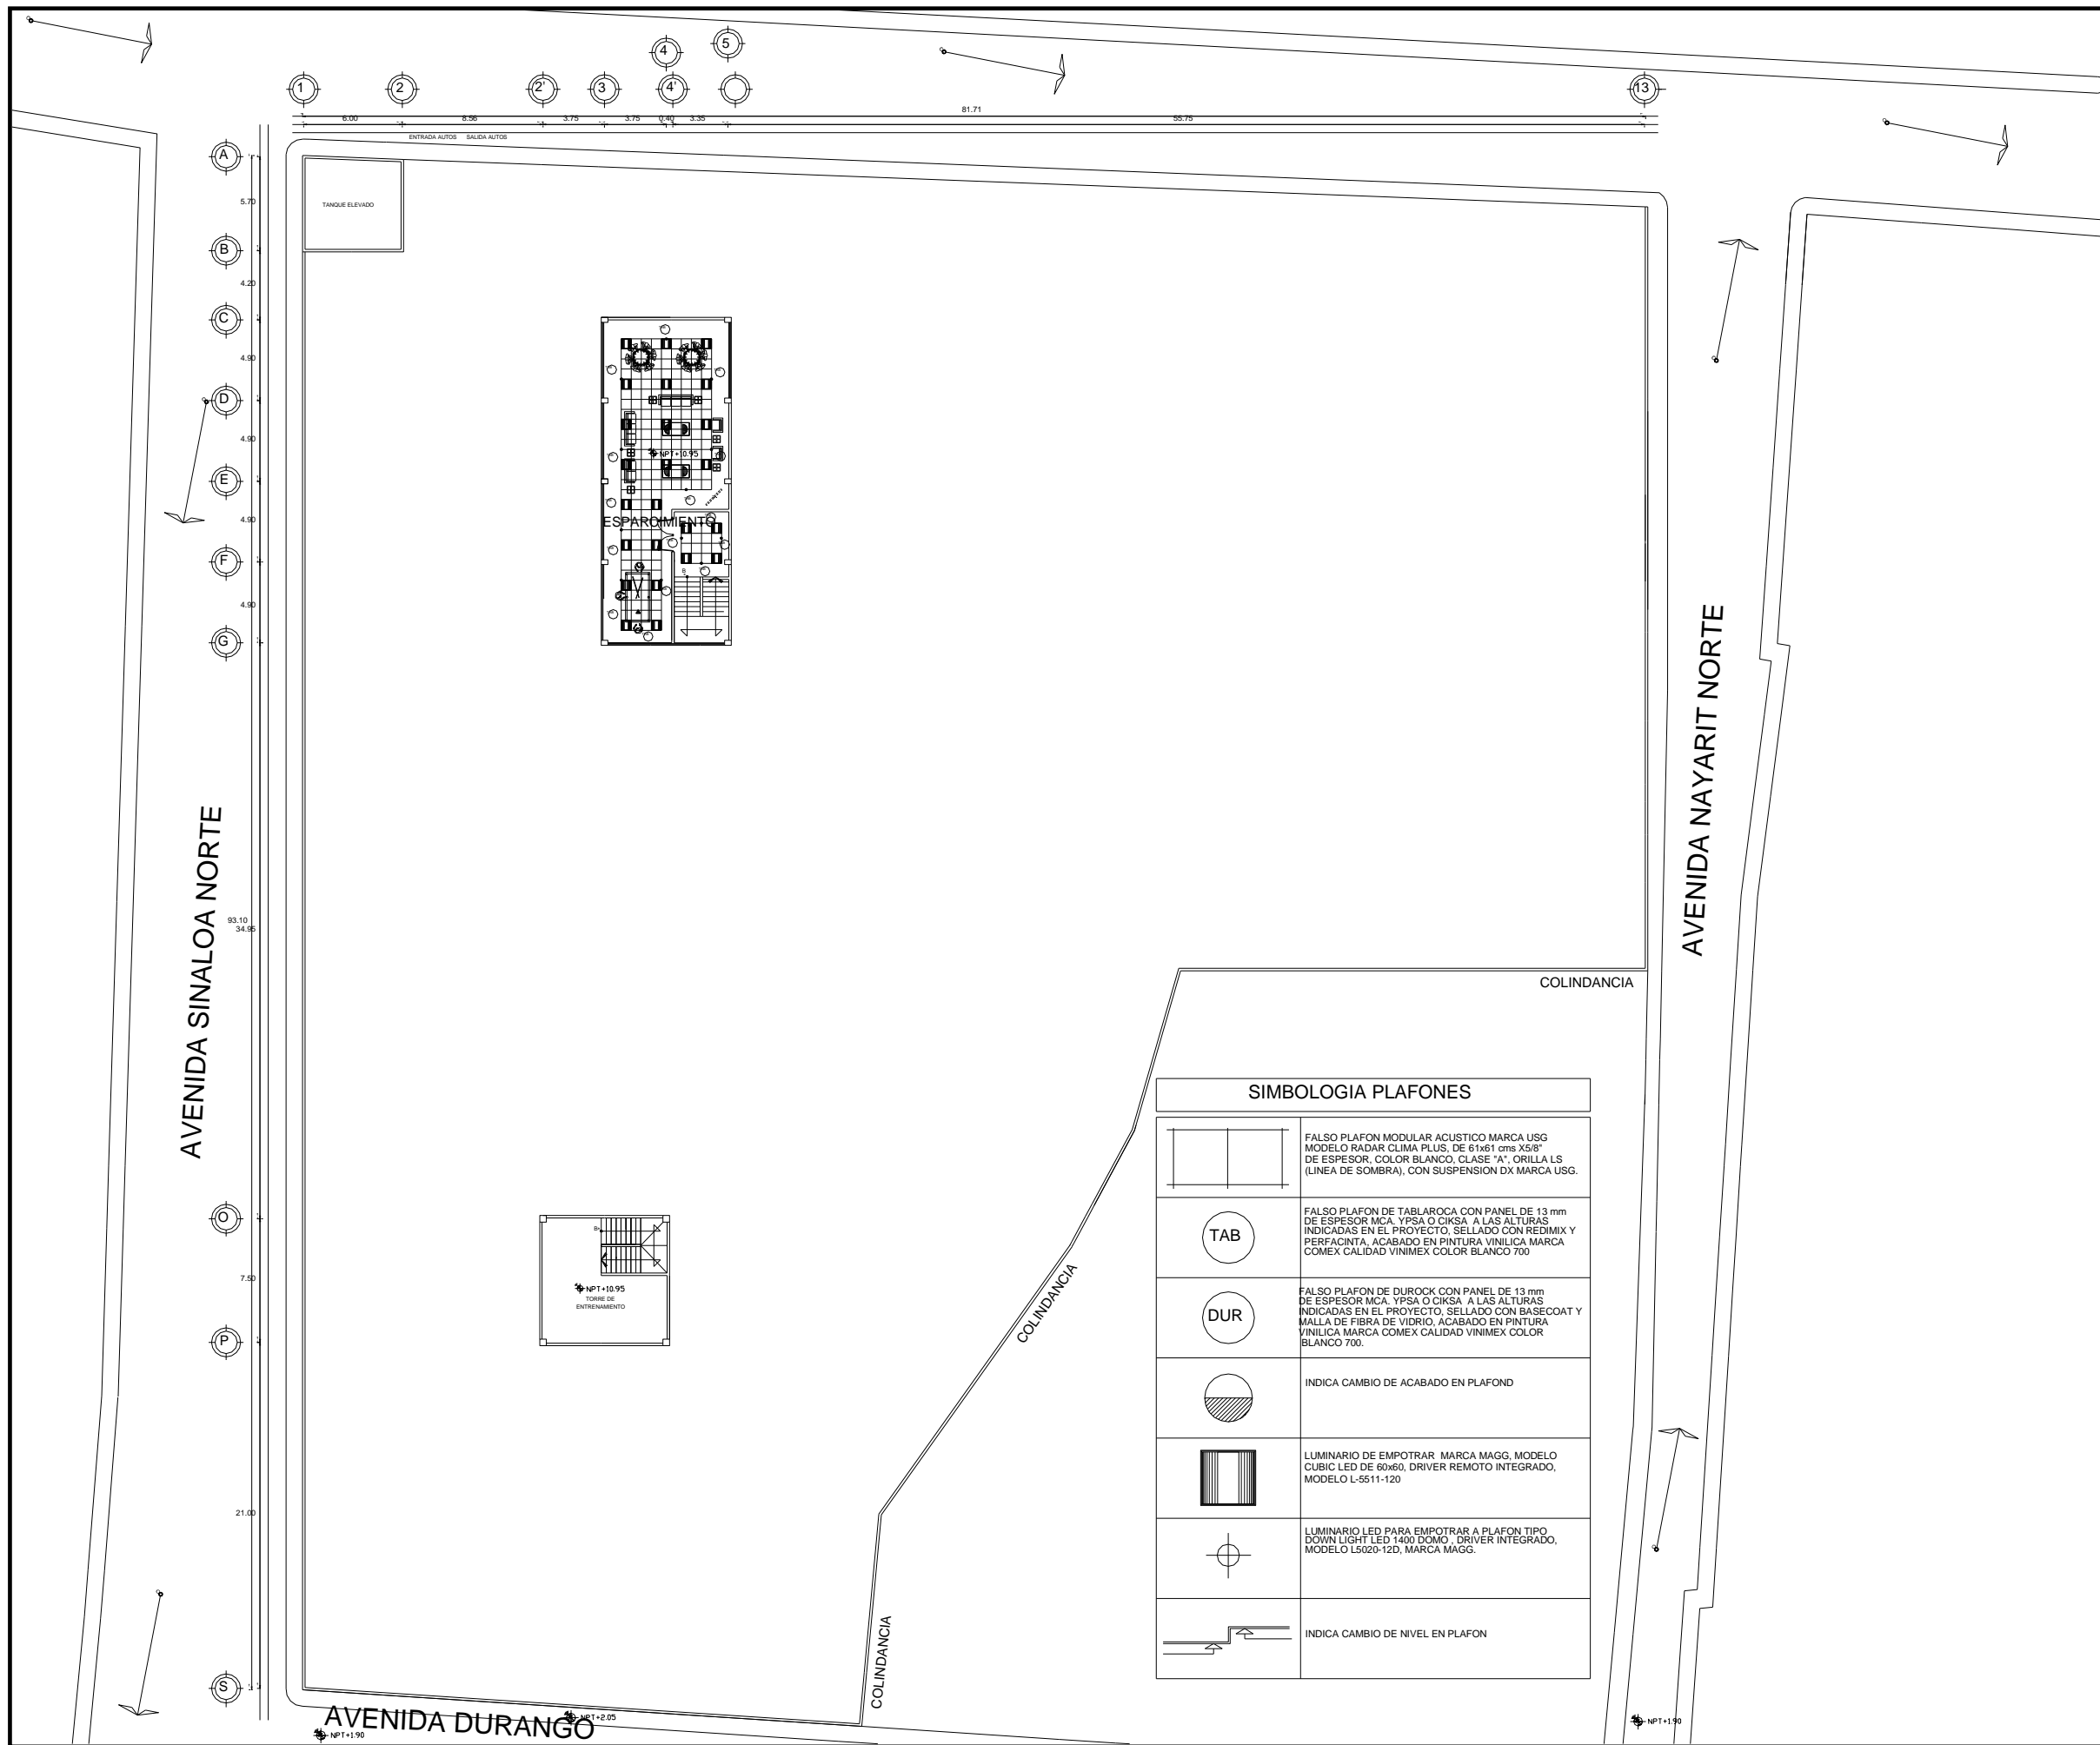 4
5
1
2
2'
3
4'
13
81.71
6.00
8.56
3.75
3.75
0.40
3.35
55.75
ENTRADA AUTOS
SALIDA AUTOS
A
5.70
TANQUE ELEVADO
B
4.20
C
4.90
D
4.90
NPT+10.95
E
4.90
ESPARCIMIENTO
F
4.90
G
AVENIDA NAYARIT NORTE
AVENIDA SINALOA NORTE
93.10
34.95
COLINDANCIA
O
7.50
NPT+10.95
TORRE DE
ENTRENAMIENTO
P
COLINDANCIA
21.00
COLINDANCIA
S
AVENIDA DURANGO
NPT+2.05
NPT+1.90
NPT+1.90
SIMBOLOGIA PLAFONES
FALSO PLAFON MODULAR ACUSTICO MARCA USG
MODELO RADAR CLIMA PLUS, DE 61x61 cms X5/8"
DE ESPESOR, COLOR BLANCO, CLASE "A", ORILLA LS
(LINEA DE SOMBRA), CON SUSPENSION DX MARCA USG.
TAB
FALSO PLAFON DE TABLAROCA CON PANEL DE 13 mm
DE ESPESOR MCA. YPSA O CIKSA A LAS ALTURAS
INDICADAS EN EL PROYECTO, SELLADO CON REDIMIX Y
PERFACINTA, ACABADO EN PINTURA VINILICA MARCA
COMEX CALIDAD VINIMEX COLOR BLANCO 700
DUR
FALSO PLAFON DE DUROCK CON PANEL DE 13 mm
DE ESPESOR MCA. YPSA O CIKSA A LAS ALTURAS
INDICADAS EN EL PROYECTO, SELLADO CON BASECOAT Y
MALLA DE FIBRA DE VIDRIO, ACABADO EN PINTURA
VINILICA MARCA COMEX CALIDAD VINIMEX COLOR
BLANCO 700.
INDICA CAMBIO DE ACABADO EN PLAFOND
LUMINARIO DE EMPOTRAR MARCA MAGG, MODELO
CUBIC LED DE 60x60, DRIVER REMOTO INTEGRADO,
MODELO L-5511-120
LUMINARIO LED PARA EMPOTRAR A PLAFON TIPO
DOWN LIGHT LED 1400 DOMO , DRIVER INTEGRADO,
MODELO L5020-12D, MARCA MAGG.
INDICA CAMBIO DE NIVEL EN PLAFON